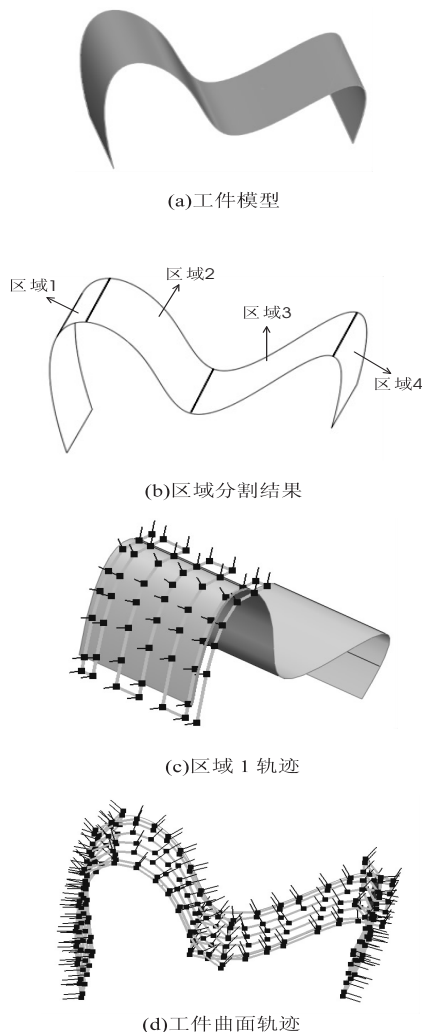 (a)工件模型
区域1
区域2
区域3
区域4
(b)区域分割结果
(c)区域 1 轨迹
(d)工件曲面轨迹